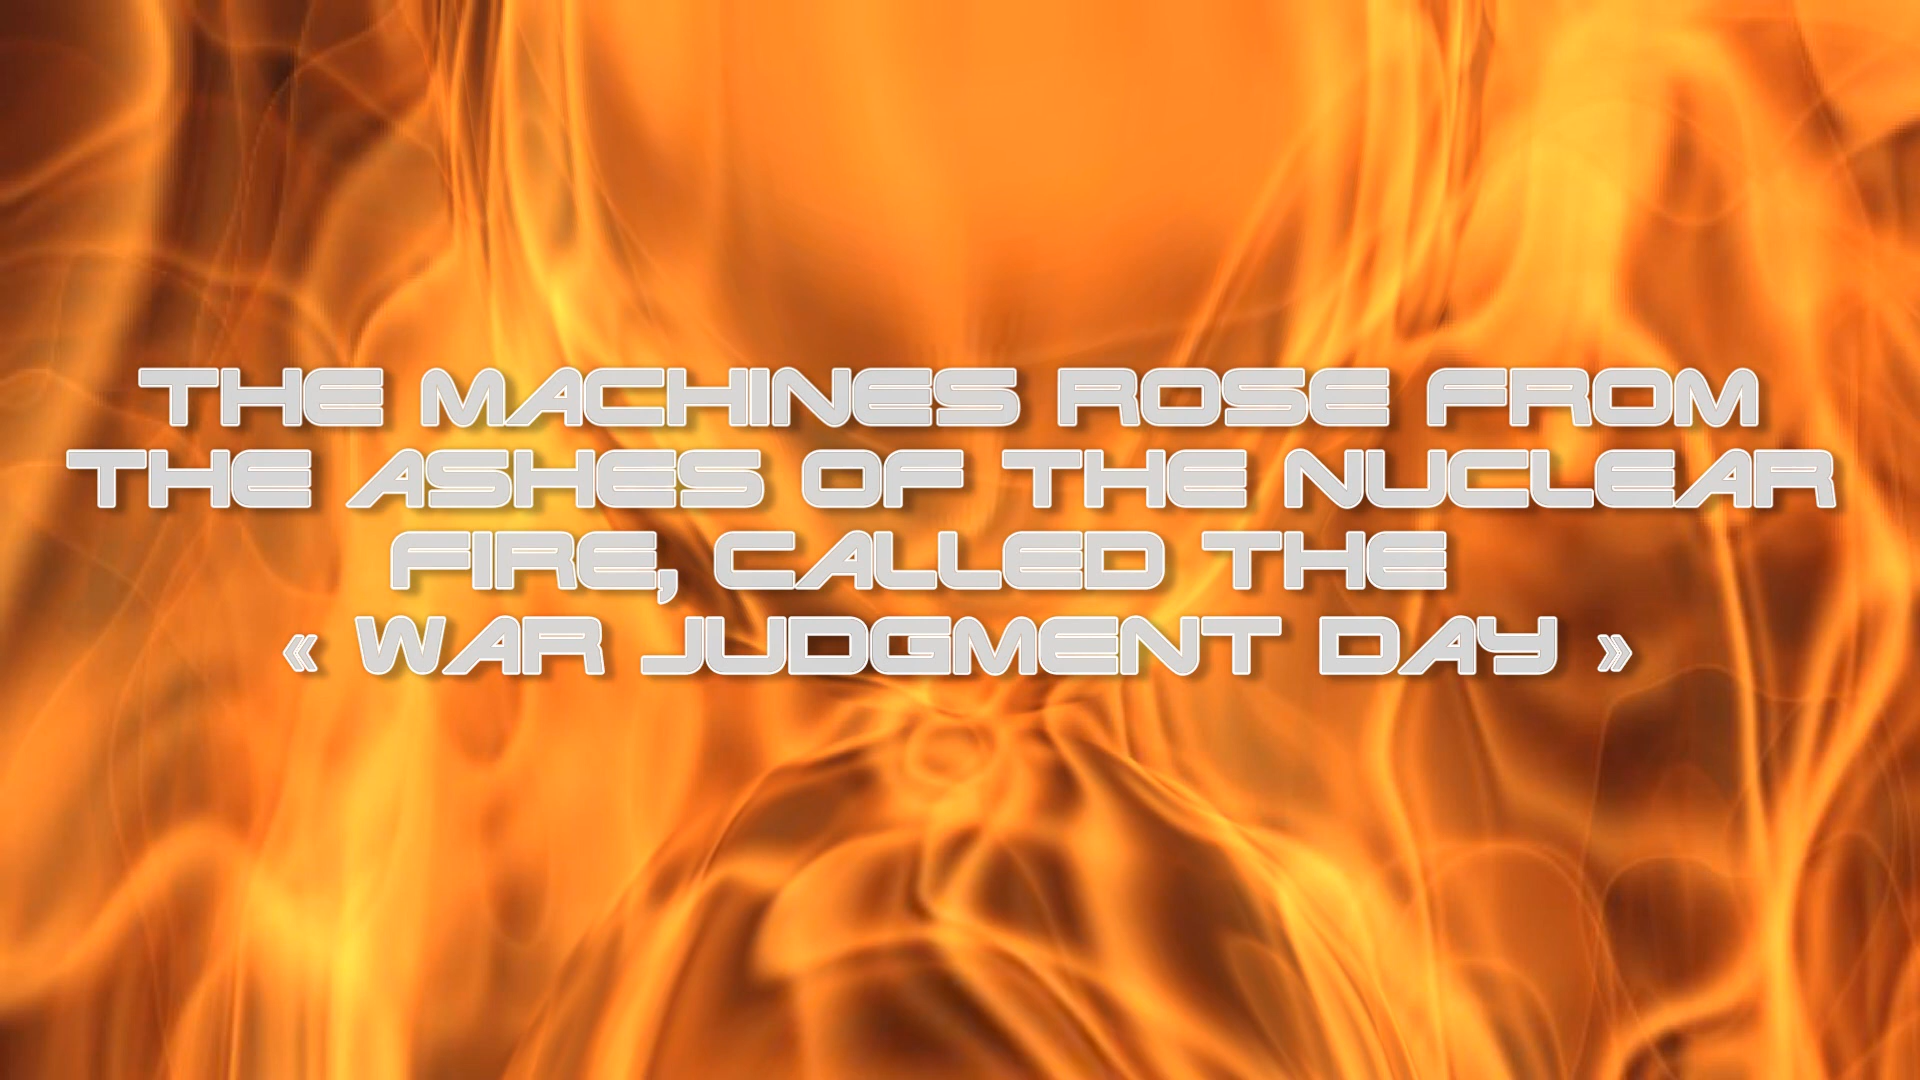 THE MACHINES ROSE FROM
THE ASHES OF THE NUCLEAR
FIRE, CALLED THE
« WAR JUDGMENT DAY »